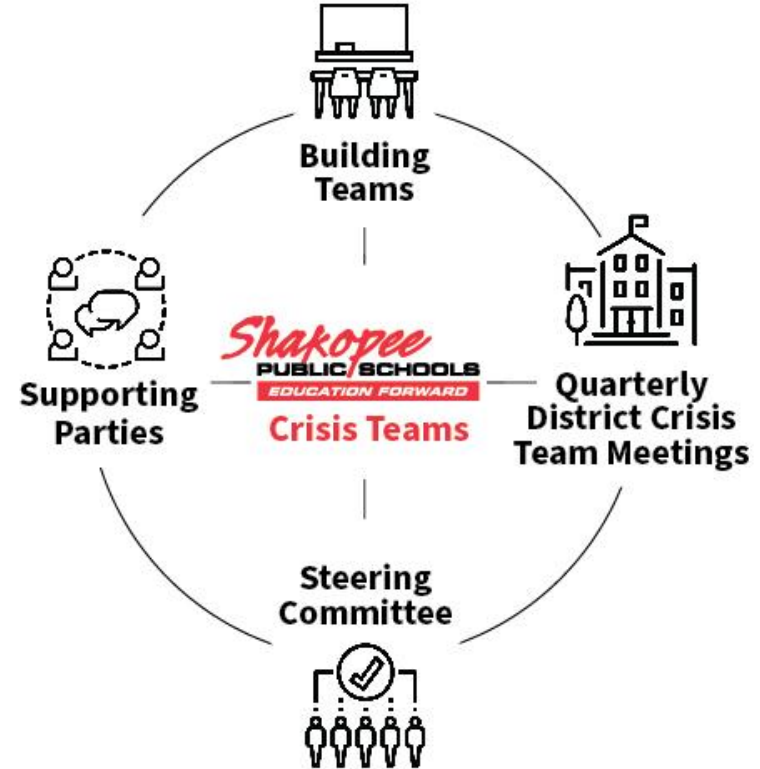 Building
Teams
Supporting
Parties
Shakopee
PUBLIC SCHOOLS
EDUCATION FORWARD
Crisis Teams
Quarterly
District Crisis
Team Meetings
Steering
Committee